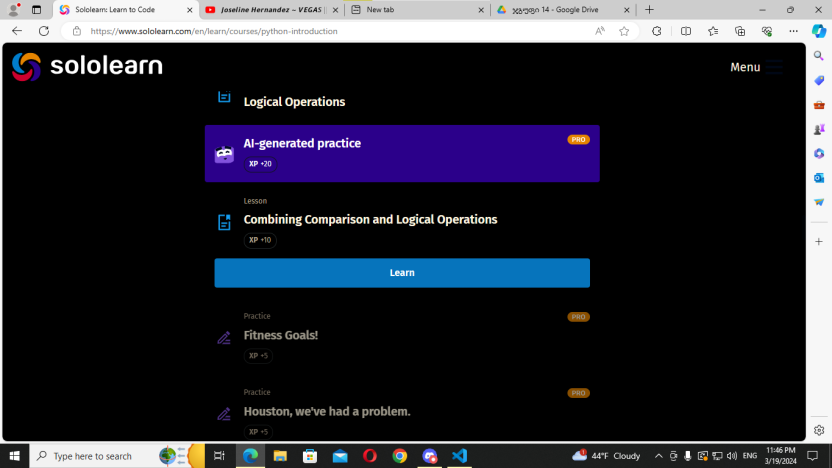 Sololearn: Learn to Code
Joseline Hernandez ~ VEGAS ||
New tab
ჯგუფი 14 - Google Drive
https://www.sololearn.com/en/learn/courses/python-introduction
sololearn
Menu
Logical Operations
AI-generated practice
PRO
XP +20
Lesson
Combining Comparison and Logical Operations
XP +10
Learn
Practice
PRO
Fitness Goals!
XP +5
Practice
PRO
Houston, we've had a problem.
XP +5
Type here to search
44°F Cloudy
ENG
11:46 PM
3/19/2024